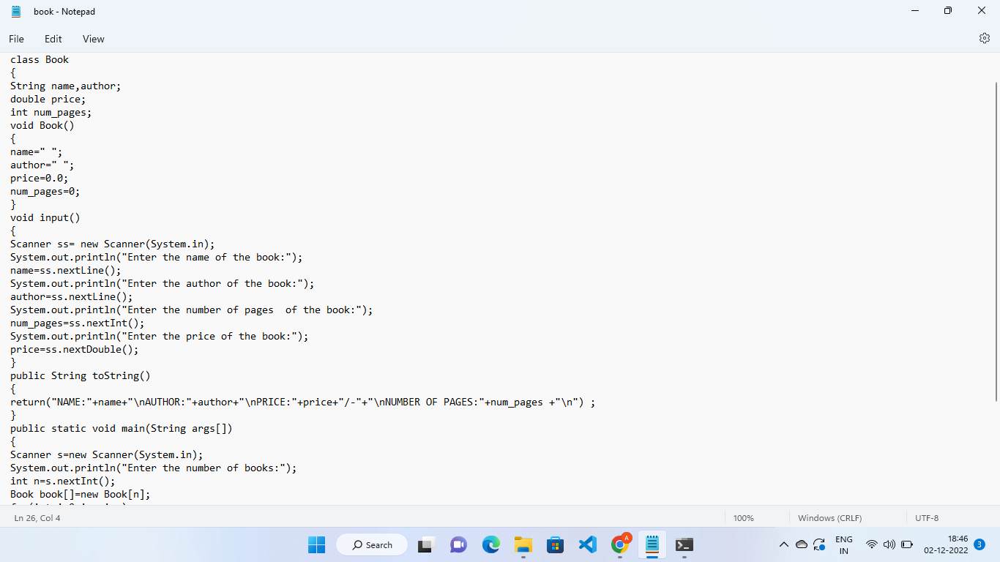 book - Notepad
File Edit View
class Book
{
String name,author;
double price;
int num_pages;
void Book()
{
name=" ";
author=" ";
price=0.0;
num_pages=0;
}
void input()
{
Scanner ss= new Scanner(System.in);
System.out.println("Enter the name of the book:");
name=ss.nextLine();
System.out.println("Enter the author of the book:");
author=ss.nextLine();
System.out.println("Enter the number of pages  of the book:");
num_pages=ss.nextInt();
System.out.println("Enter the price of the book:");
price=ss.nextDouble();
}
public String toString()
{
return("NAME:"+name+"\nAUTHOR:"+author+"\nPRICE:"+price+"/-"+"\nNUMBER OF PAGES:"+num_pages +"\n") ;
}
public static void main(String args[])
{
Scanner s=new Scanner(System.in);
System.out.println("Enter the number of books:");
int n=s.nextInt();
Book book[]=new Book[n];
Ln 26, Col 4 100% Windows (CRLF) UTF-8
Search A ENG 18:46 3
IN 02-12-2022